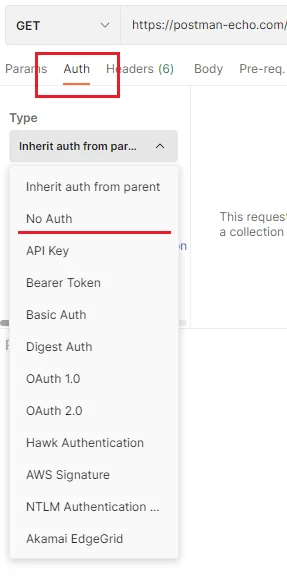 GET https://postman-echo.com/
Params Auth Headers (6) Body Pre-req.
Type
Inherit auth from par...
Inherit auth from parent
No Auth
API Key
Bearer Token
Basic Auth
Digest Auth
OAuth 1.0
OAuth 2.0
Hawk Authentication
AWS Signature
NTLM Authentication ...
Akamai EdgeGrid
This reques
a collection
on